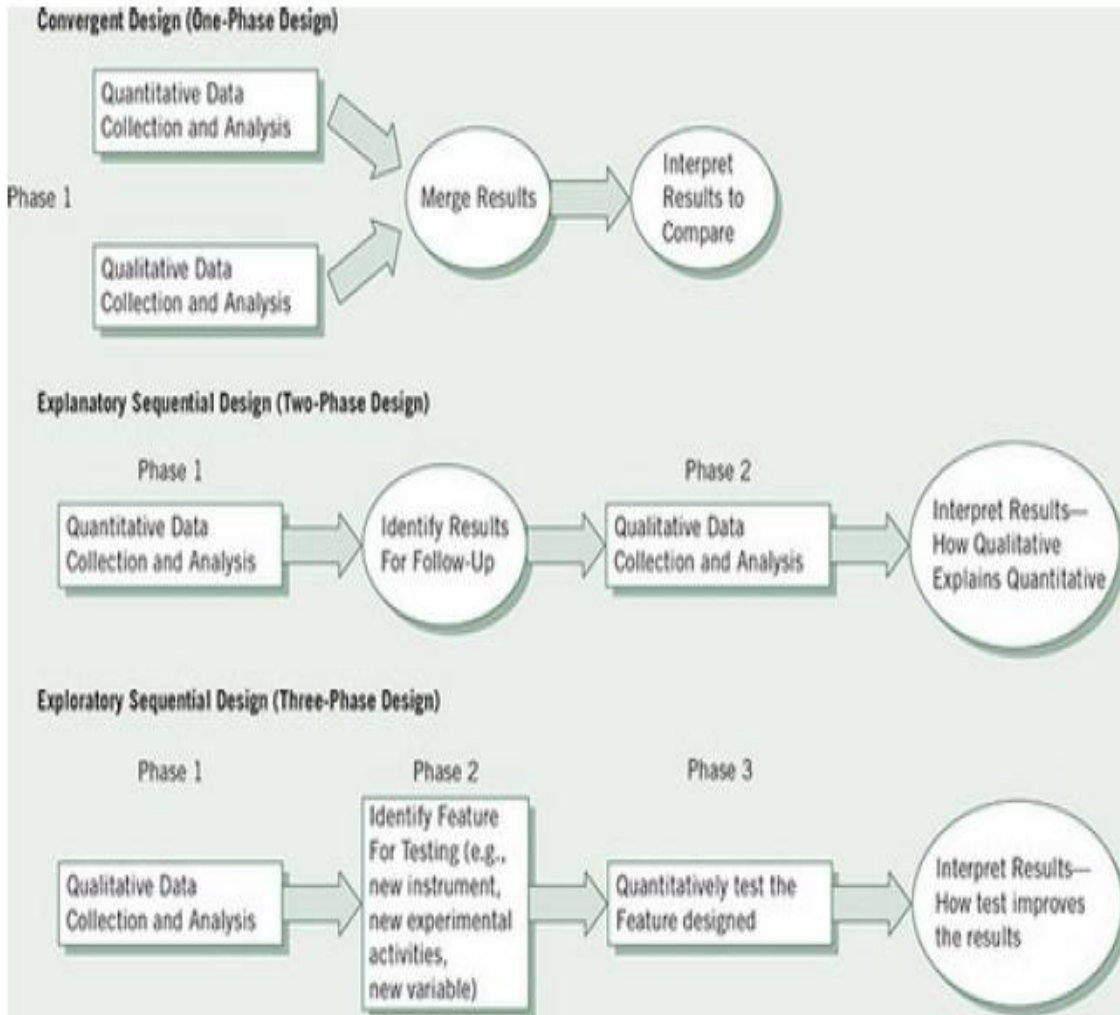 Convergent Design (One-Phase Design)
Quantitative Data
Collection and Analysis
Phase 1
Qualitative Data
Collection and Analysis
Merge Results
Interpret
Results to
Compare
Explanatory Sequential Design (Two-Phase Design)
Phase 1
Quantitative Data
Collection and Analysis
Identify Results
For Follow-Up
Phase 2
Qualitative Data
Collection and Analysis
Interpret Results—
How Qualitative
Explains Quantitative
Exploratory Sequential Design (Three-Phase Design)
Phase 1
Qualitative Data
Collection and Analysis
Phase 2
Identify Feature
For Testing (e.g.,
new instrument,
new experimental
activities,
new variable)
Phase 3
Quantitatively test the
Feature designed
Interpret Results—
How test improves
the results